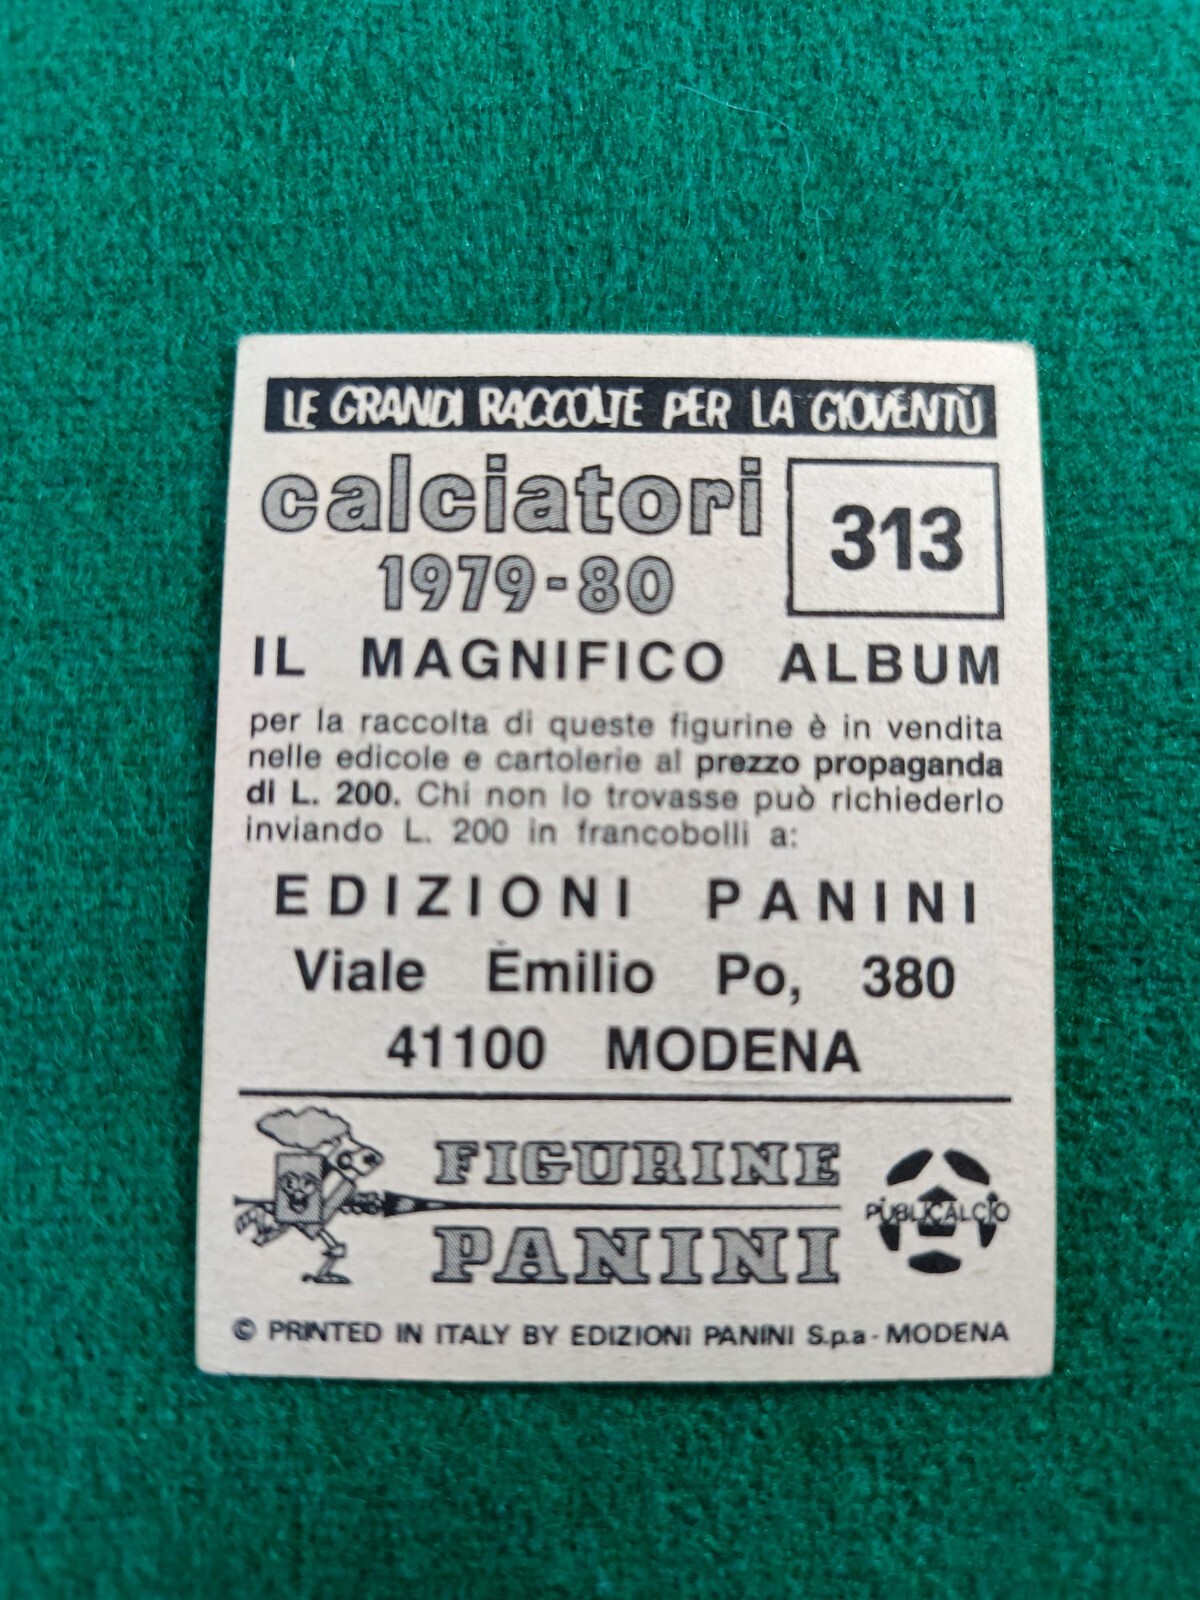 LE GRANDI RACCOLTE PER LA GIOVENTÙ
calciatori
1979-80
313
IL MAGNIFICO ALBUM
per la raccolta di queste figurine è in vendita
nelle edicole e cartolerie al prezzo propaganda
di L. 200. Chi non lo trovasse può richiederlo
inviando L. 200 in francobolli a:
EDIZIONI PANINI
Viale Emilio Po, 380
41100 MODENA
FIGURINE
PANINI
PUBLICALCIO
© PRINTED IN ITALY BY EDIZIONI PANINI S.p.a - MODENA